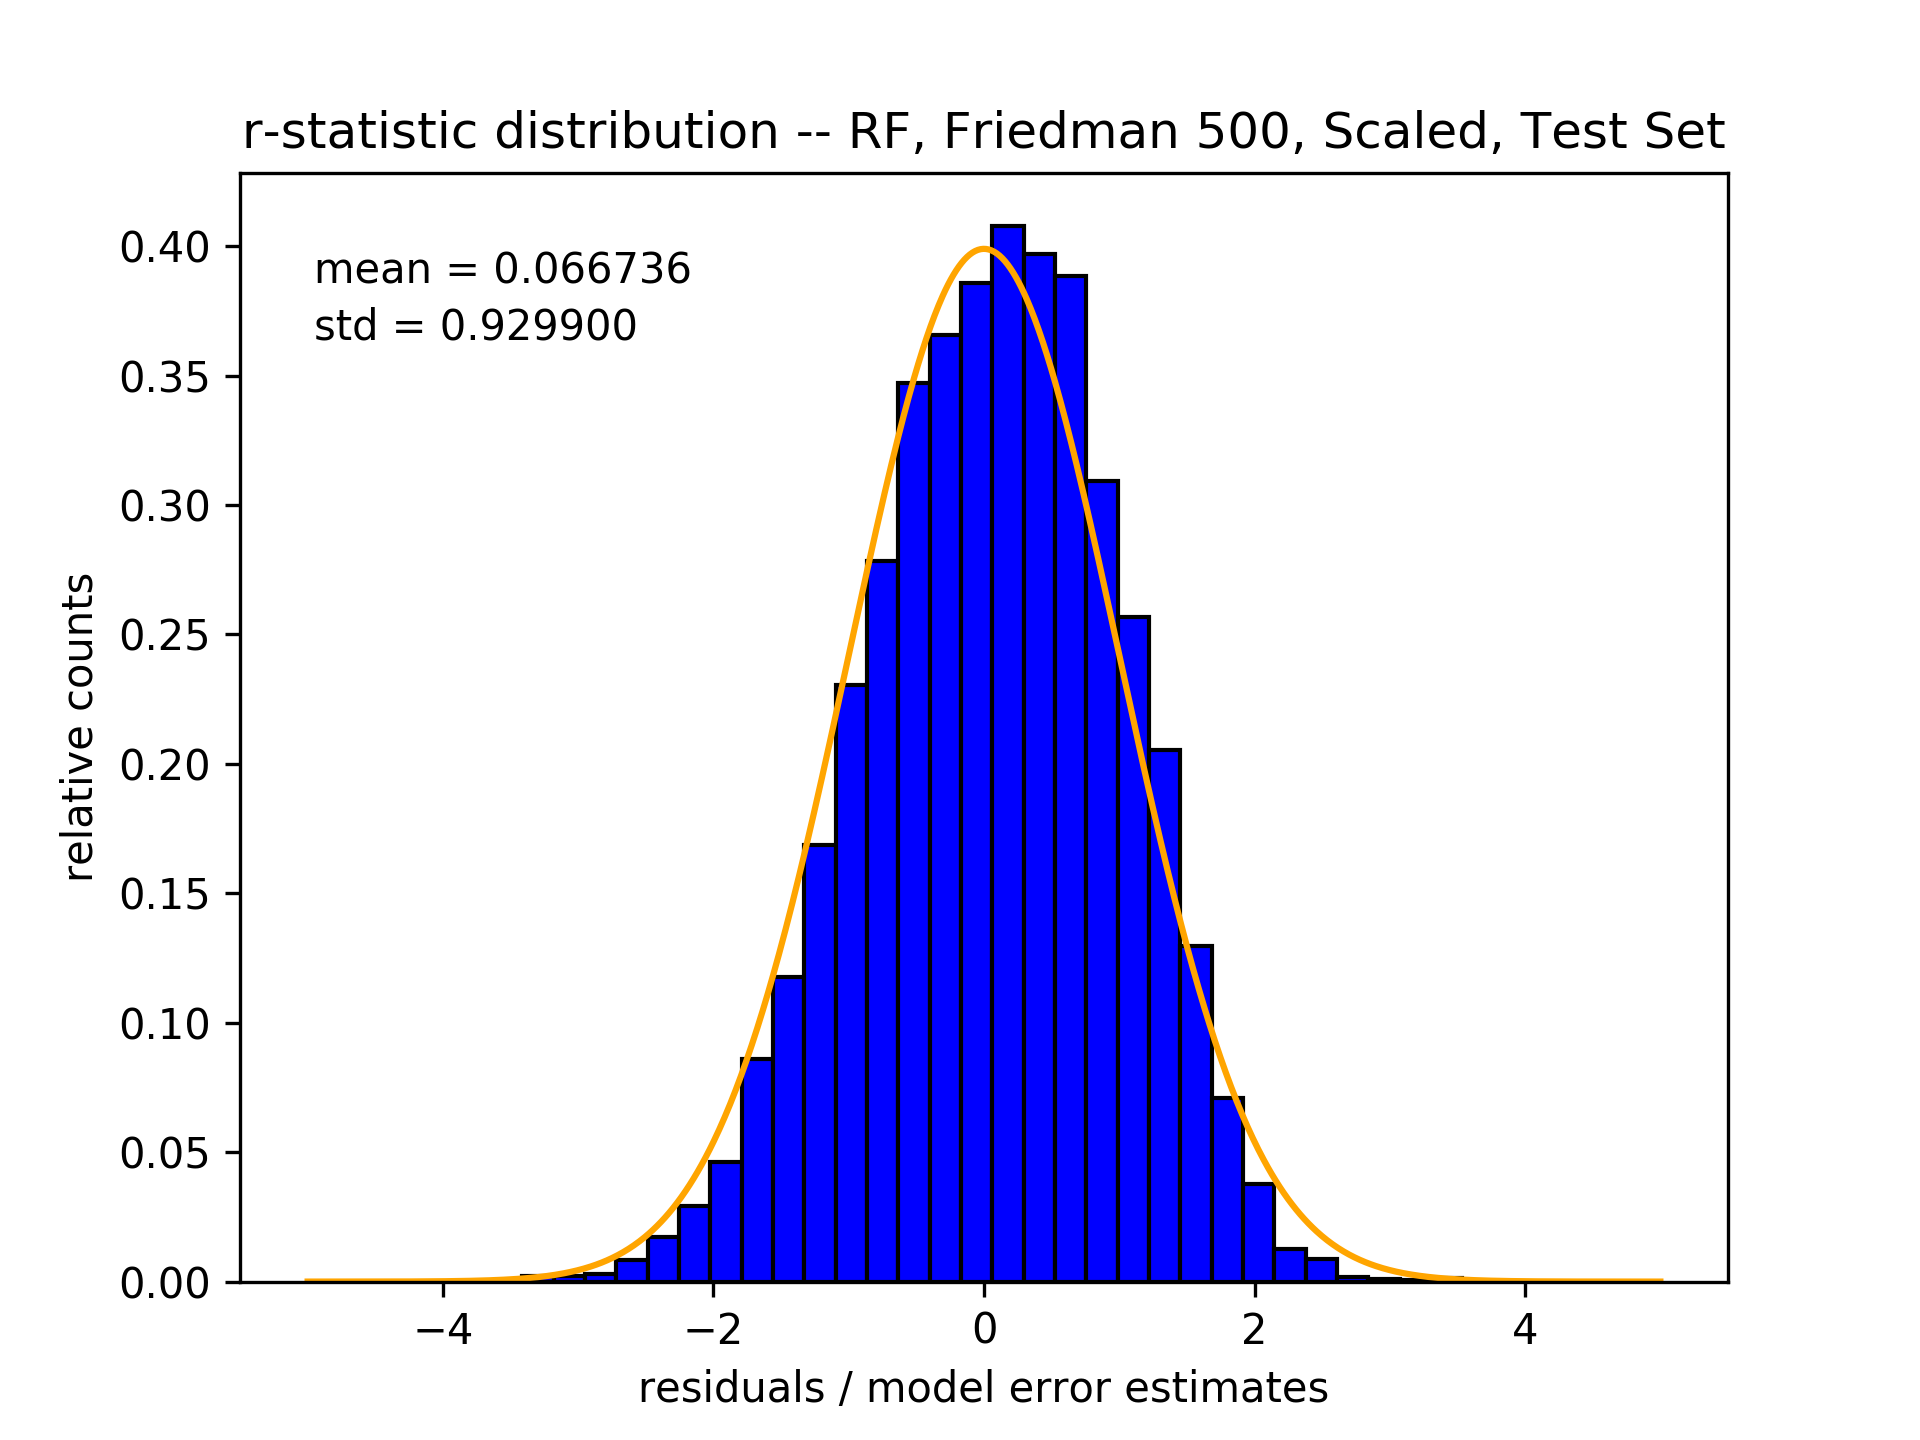 r-statistic distribution -- RF, Friedman 500, Scaled, Test Set
mean = 0.066736
std = 0.929900
0.40
0.35
0.30
0.25
0.20
0.15
0.10
0.05
0.00
relative counts
−4
−2
0
2
4
residuals / model error estimates